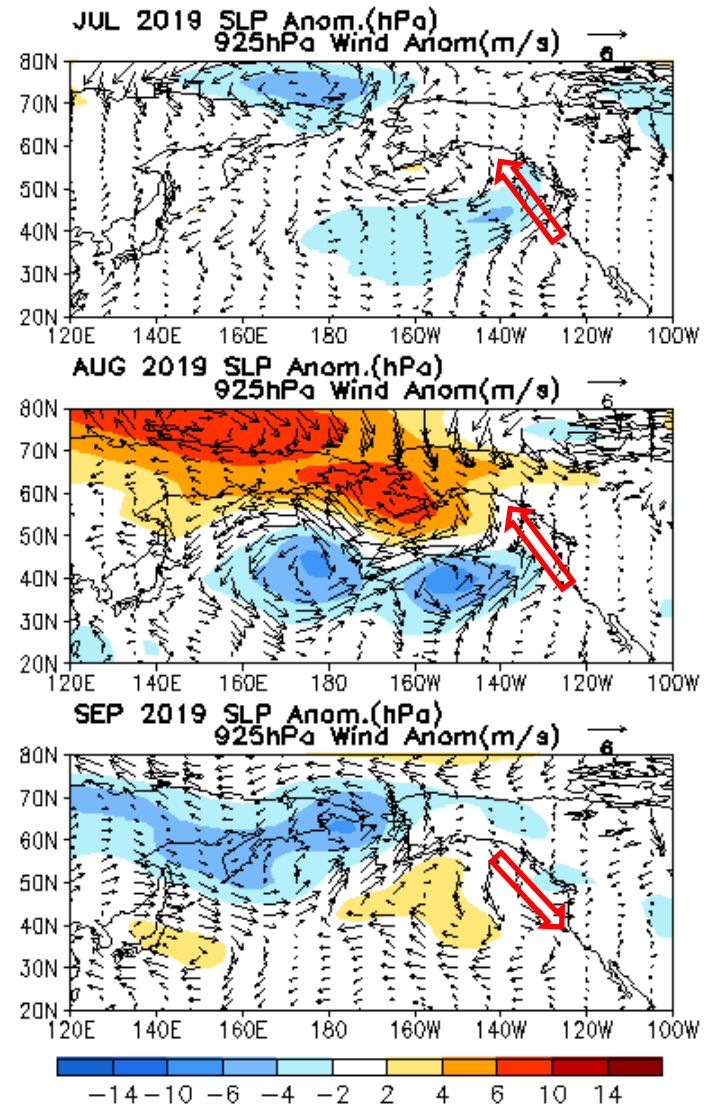 JUL 2019 SLP Anom.(hPa)
925hPa Wind Anom(m/s)
6
80N
70N
60N
50N
40N
30N
20N
120E 140E 160E 180 160W 140W 120W 100W
AUG 2019 SLP Anom.(hPa)
925hPa Wind Anom(m/s)
6
80N
70N
60N
50N
40N
30N
20N
120E 140E 160E 180 160W 140W 120W 100W
SEP 2019 SLP Anom.(hPa)
925hPa Wind Anom(m/s)
6
80N
70N
60N
50N
40N
30N
20N
120E 140E 160E 180 160W 140W 120W 100W
−14 −10 −6 −4 −2 2 4 6 10 14